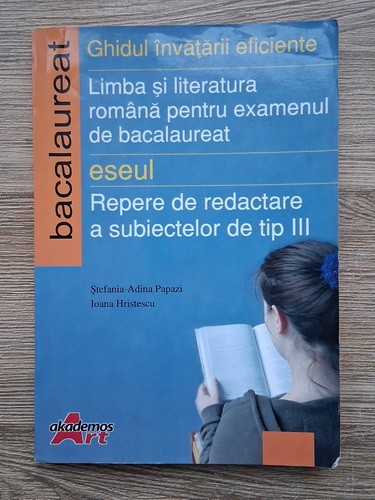 bacalaureat
Ghidul învățării eficiente
Limba și literatura
română pentru examenul
de bacalaureat
eseul
Repere de redactare
a subiectelor de tip III
Ștefania-Adina Papazi
Ioana Hristescu
akademos
Art